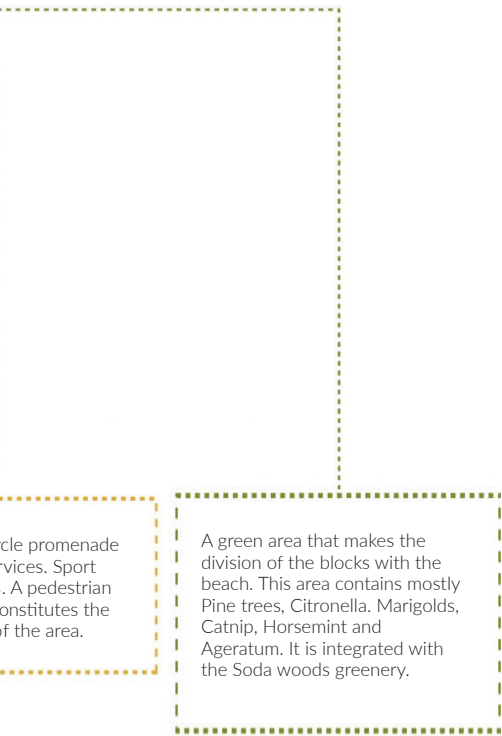 cle promenade
vices. Sport
. A pedestrian
onstitutes the
of the area.
A green area that makes the
division of the blocks with the
beach. This area contains mostly
Pine trees, Citronella. Marigolds,
Catnip, Horsemint and
Ageratum. It is integrated with
the Soda woods greenery.